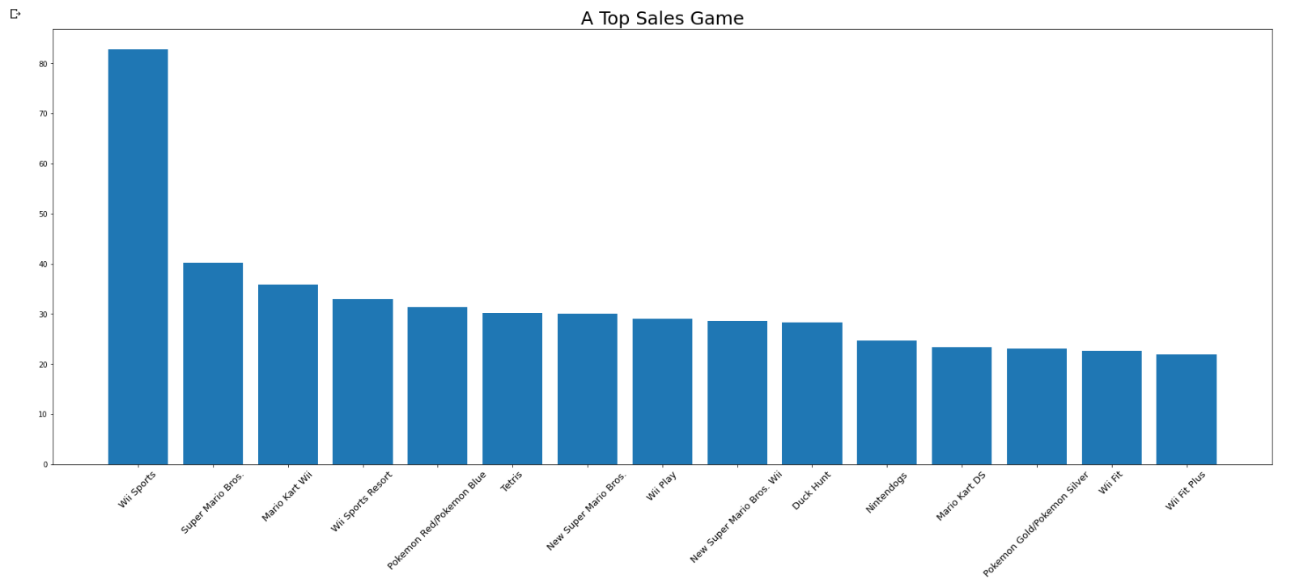 A Top Sales Game
80
70
60
50
40
30
20
10
0
Wii Sports
Super Mario Bros.
Mario Kart Wii
Wii Sports Resort
Pokemon Red/Pokemon Blue
Tetris
New Super Mario Bros.
Wii Play
New Super Mario Bros. Wii
Duck Hunt
Nintendogs
Mario Kart DS
Pokemon Gold/Pokemon Silver
Wii Fit
Wii Fit Plus